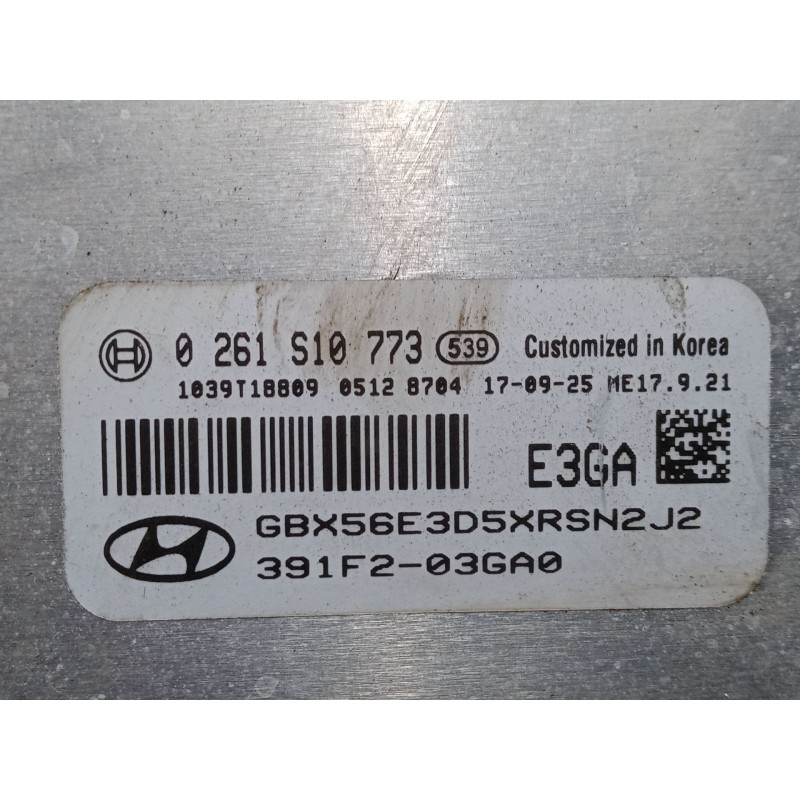 0 261 S10 773 539 Customized in Korea
1039T18809 0512 8704 17-09-25 ME17.9.21
E3GA
GBX56E3D5XRSN2J2
391F2-03GA0